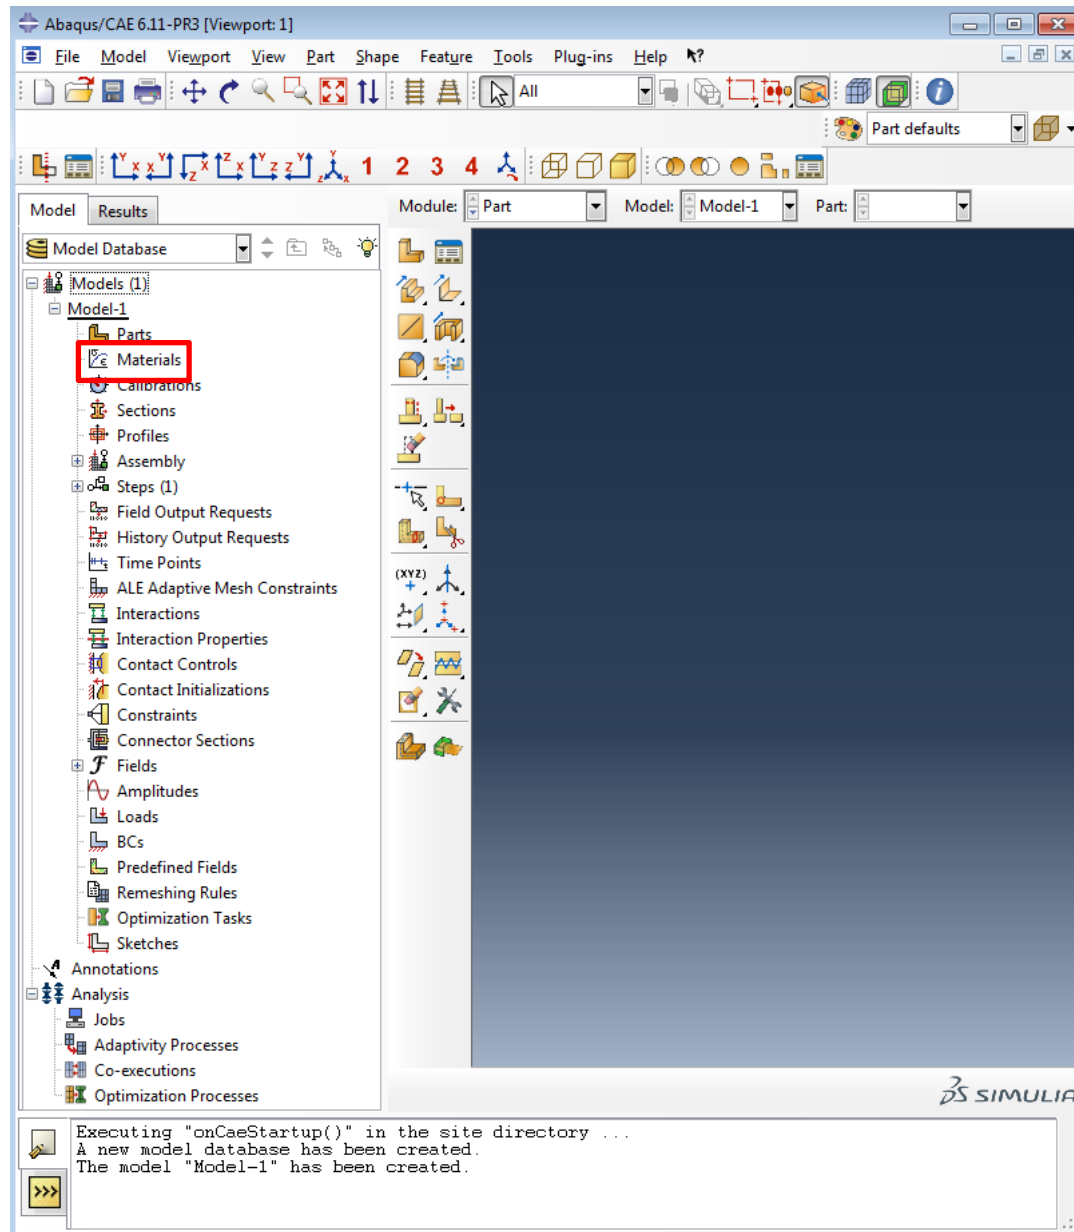 Abaqus/CAE 6.11-PR3 [Viewport: 1]
File Model Viewport View Part Shape Feature Tools Plug-ins Help ?
All
Part defaults
1 2 3 4
Model Results
Module: Part Model: Model-1 Part:
Model Database
Models (1)
Model-1
Parts
Materials
Calibrations
Sections
Profiles
Assembly
Steps (1)
Field Output Requests
History Output Requests
Time Points
ALE Adaptive Mesh Constraints
Interactions
Interaction Properties
Contact Controls
Contact Initializations
Constraints
Connector Sections
Fields
Amplitudes
Loads
BCs
Predefined Fields
Remeshing Rules
Optimization Tasks
Sketches
Annotations
Analysis
Jobs
Adaptivity Processes
Co-executions
Optimization Processes
(XYZ)
SIMULIA
Executing "onCaeStartup()" in the site directory ...
A new model database has been created.
The model "Model-1" has been created.
>>>